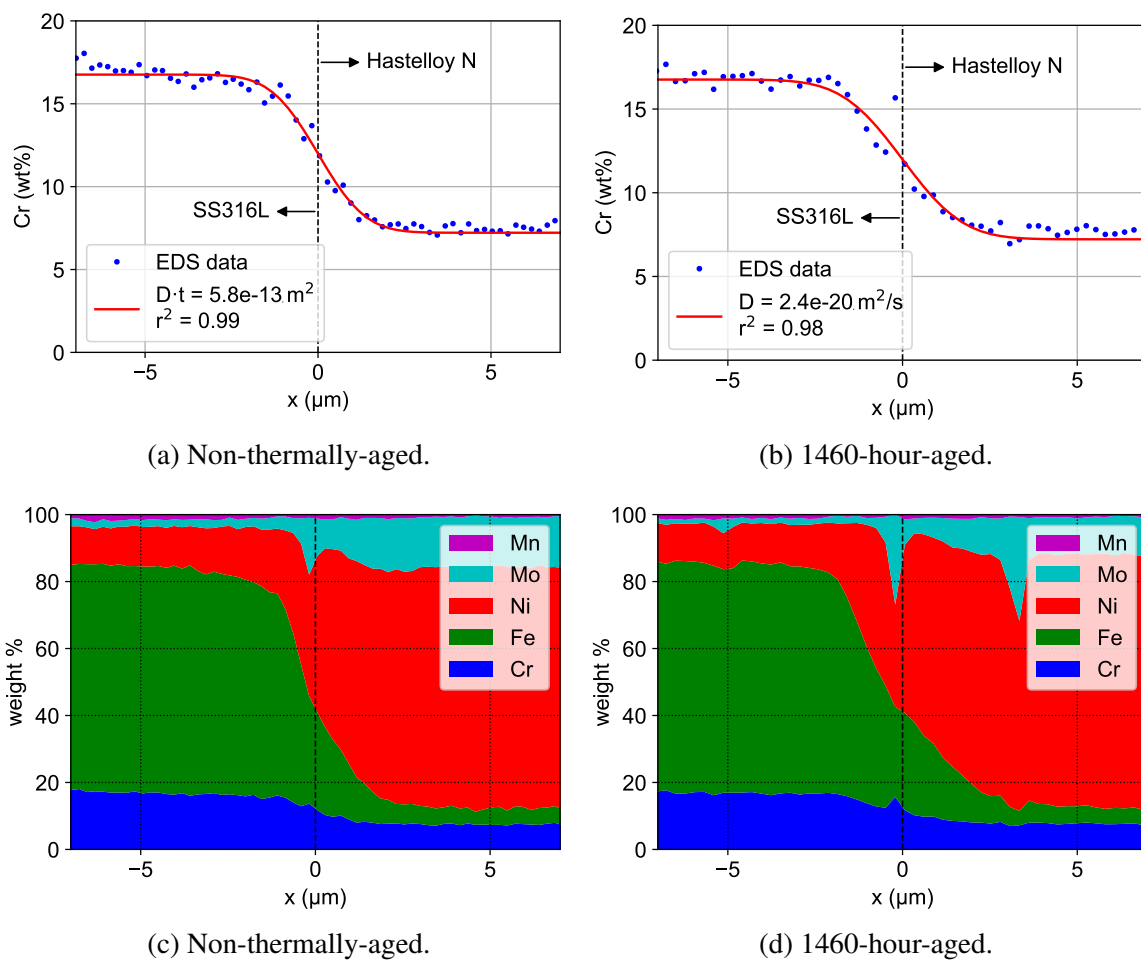 20
15
10
5
0
Cr (wt%)
Hastelloy N
SS316L
EDS data
D·t = 5.8e-13 m²
r² = 0.99
−5
0
5
x (μm)
(a) Non-thermally-aged.
20
15
10
5
0
Cr (wt%)
Hastelloy N
SS316L
EDS data
D = 2.4e-20 m²/s
r² = 0.98
−5
0
5
x (μm)
(b) 1460-hour-aged.
100
80
60
40
20
0
weight %
Mn
Mo
Ni
Fe
Cr
−5
0
5
x (μm)
(c) Non-thermally-aged.
100
80
60
40
20
0
weight %
Mn
Mo
Ni
Fe
Cr
−5
0
5
x (μm)
(d) 1460-hour-aged.